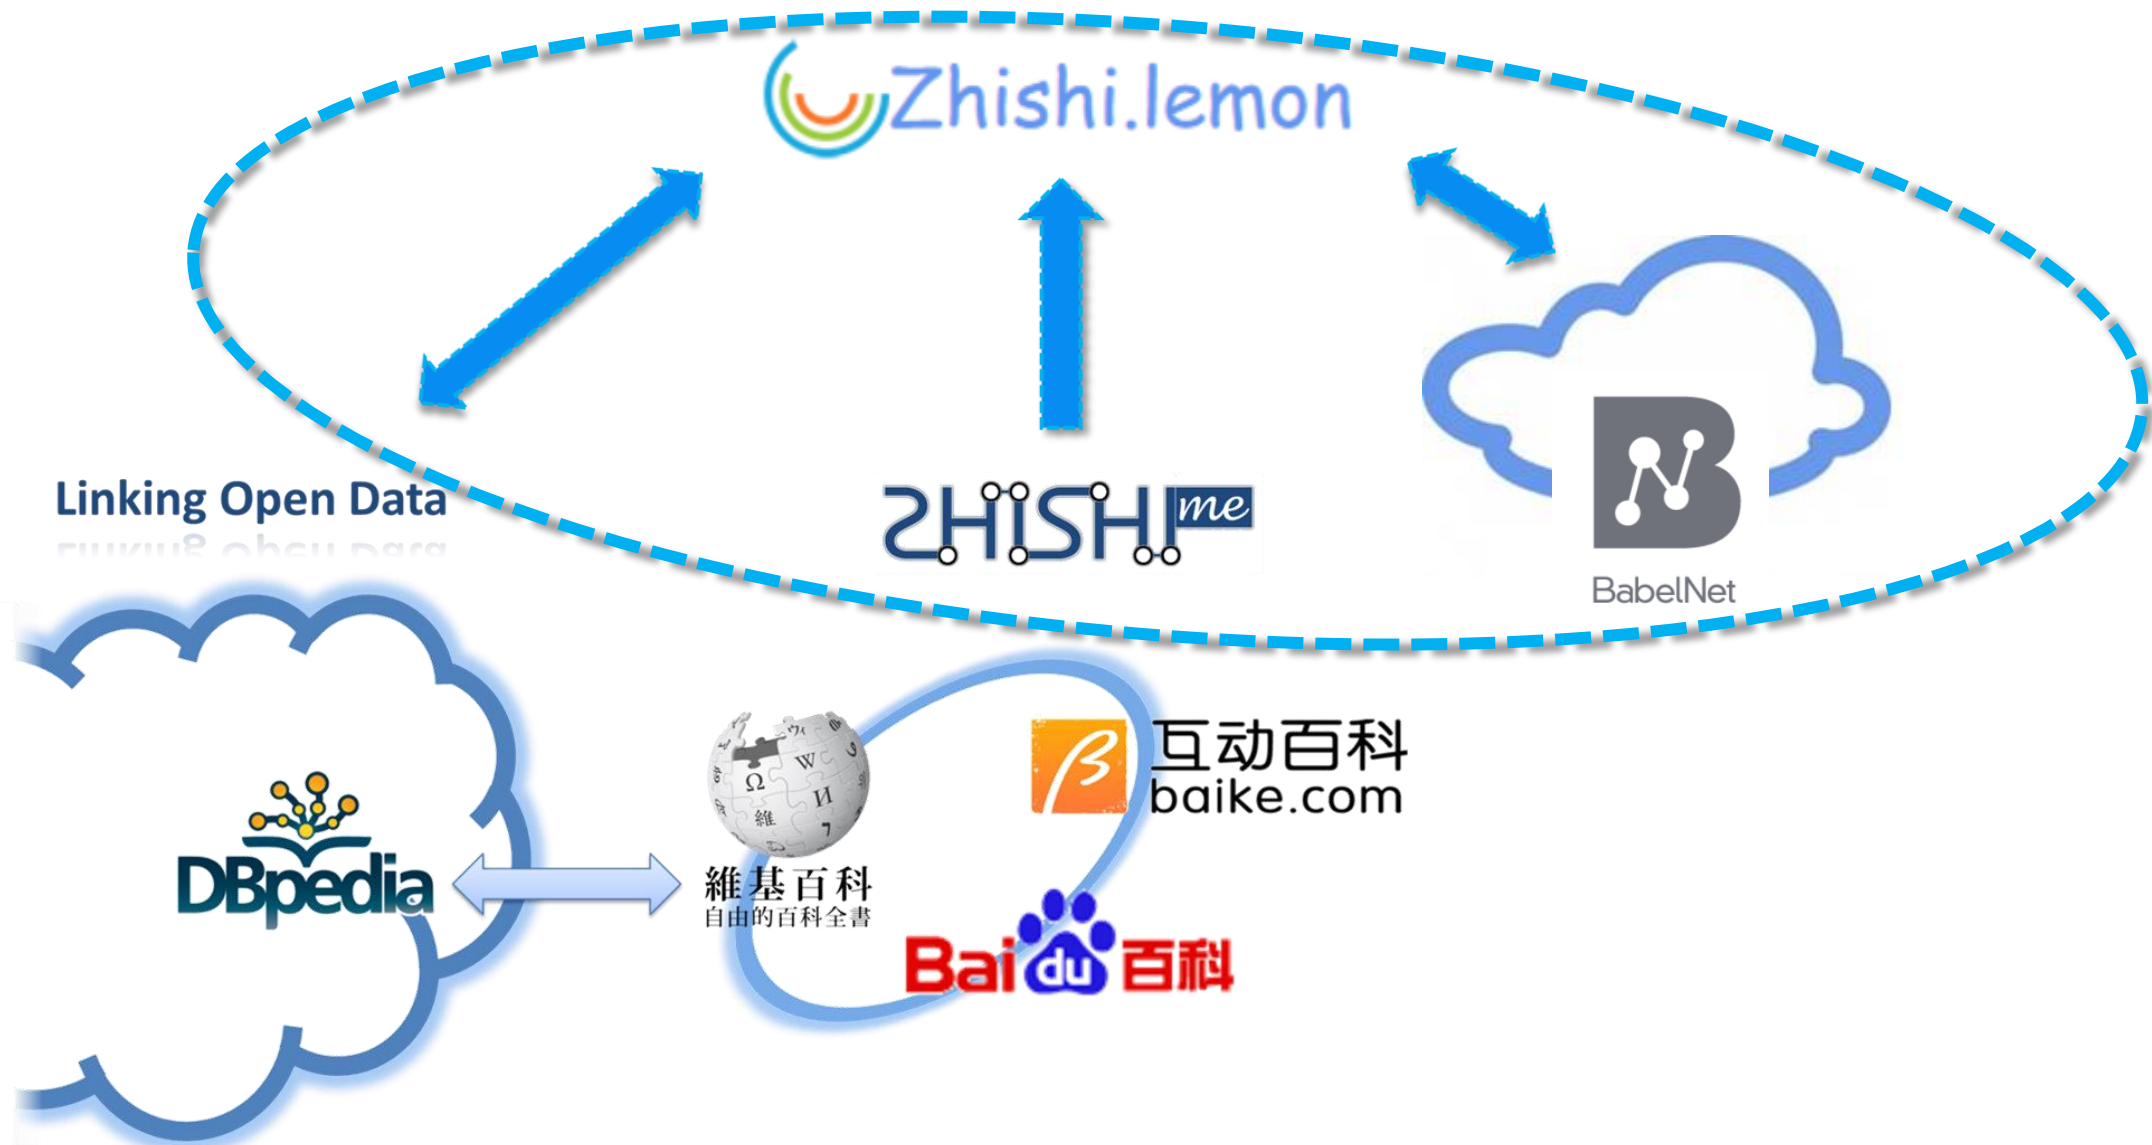 Zhishi.lemon
Linking Open Data
ZHISHI.me
BabelNet
DBpedia
Ω W И 維
維基百科
自由的百科全書
β 互动百科
baike.com
Baidu百科